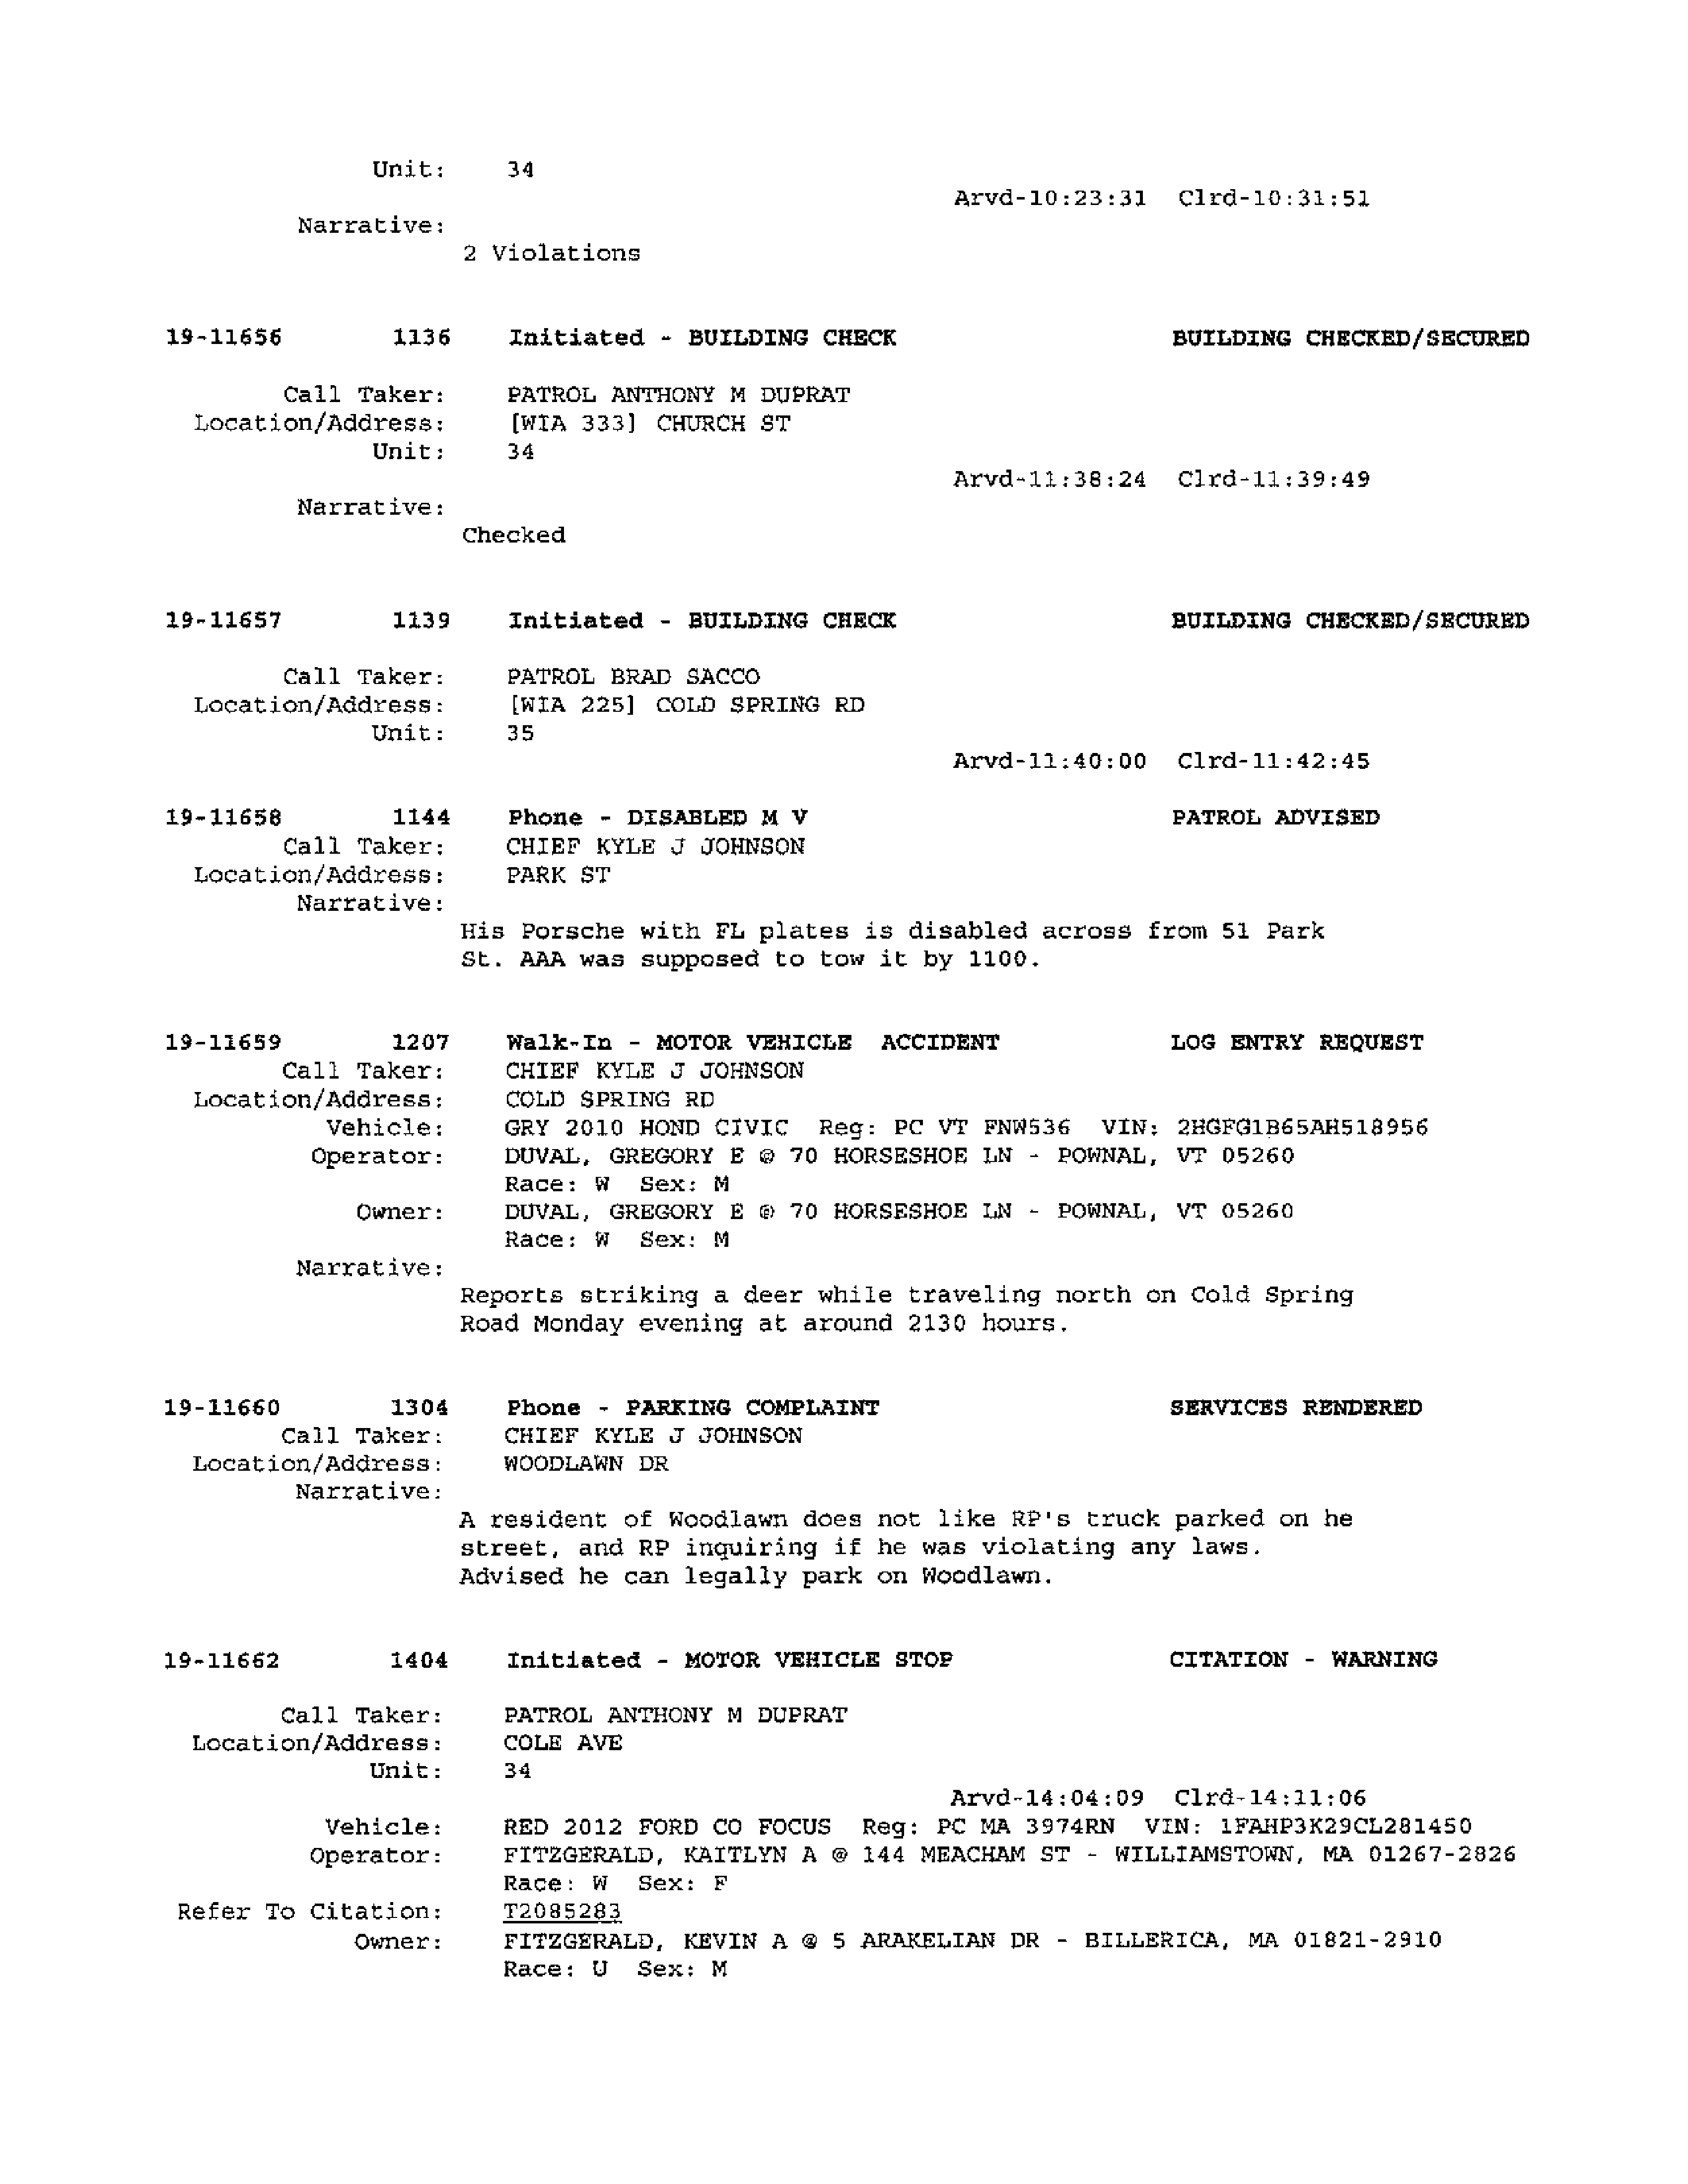 Unit: 34
Arvd-10:23:31 Clrd-10:31:51
Narrative:
2 Violations
19-11656 1136 Initiated - BUILDING CHECK BUILDING CHECKED/SECURED
Call Taker: PATROL ANTHONY M DUPRAT
Location/Address: [WIA 333] CHURCH ST
Unit: 34
Arvd-11:38:24 Clrd-11:39:49
Narrative:
Checked
19-11657 1139 Initiated - BUILDING CHECK BUILDING CHECKED/SECURED
Call Taker: PATROL BRAD SACCO
Location/Address: [WIA 225] COLD SPRING RD
Unit: 35
Arvd-11:40:00 Clrd-11:42:45
19-11658 1144 Phone - DISABLED M V PATROL ADVISED
Call Taker: CHIEF KYLE J JOHNSON
Location/Address: PARK ST
Narrative:
His Porsche with FL plates is disabled across from 51 Park
St. AAA was supposed to tow it by 1100.
19-11659 1207 Walk-In - MOTOR VEHICLE ACCIDENT LOG ENTRY REQUEST
Call Taker: CHIEF KYLE J JOHNSON
Location/Address: COLD SPRING RD
Vehicle: GRY 2010 HOND CIVIC Reg: PC VT FNW536 VIN: 2HGFG1B65AH518956
Operator: DUVAL, GREGORY E @ 70 HORSESHOE LN - POWNAL, VT 05260
Race: W Sex: M
Owner: DUVAL, GREGORY E @ 70 HORSESHOE LN - POWNAL, VT 05260
Race: W Sex: M
Narrative:
Reports striking a deer while traveling north on Cold Spring
Road Monday evening at around 2130 hours.
19-11660 1304 Phone - PARKING COMPLAINT SERVICES RENDERED
Call Taker: CHIEF KYLE J JOHNSON
Location/Address: WOODLAWN DR
Narrative:
A resident of Woodlawn does not like RP's truck parked on he
street, and RP inquiring if he was violating any laws.
Advised he can legally park on Woodlawn.
19-11662 1404 Initiated - MOTOR VEHICLE STOP CITATION - WARNING
Call Taker: PATROL ANTHONY M DUPRAT
Location/Address: COLE AVE
Unit: 34
Arvd-14:04:09 Clrd-14:11:06
Vehicle: RED 2012 FORD CO FOCUS Reg: PC MA 3974RN VIN: 1FAHP3K29CL281450
Operator: FITZGERALD, KAITLYN A @ 144 MEACHAM ST - WILLIAMSTOWN, MA 01267-2826
Race: W Sex: F
Refer To Citation: T2085283
Owner: FITZGERALD, KEVIN A @ 5 ARAKELIAN DR - BILLERICA, MA 01821-2910
Race: U Sex: M